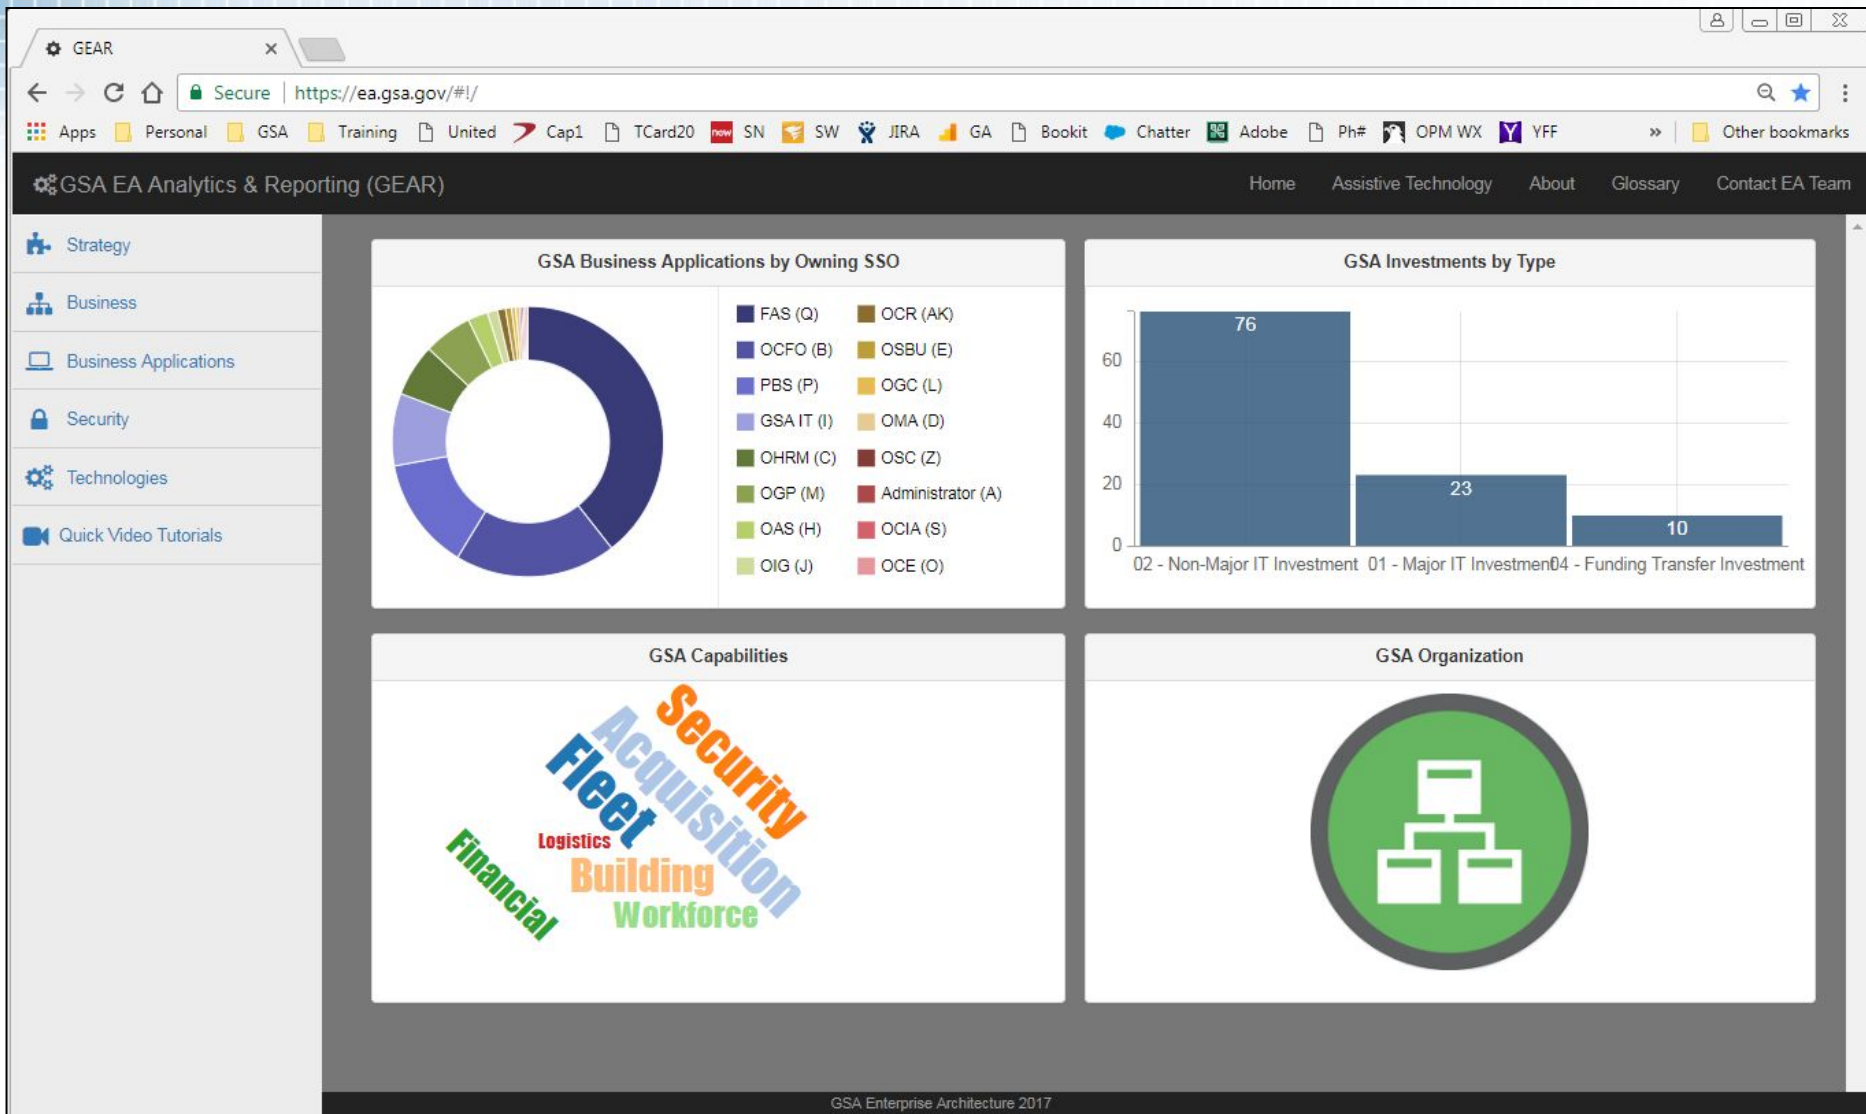 GEAR
Secure | https://ea.gsa.gov/#!/
Apps Personal GSA Training United Cap1 TCard20 now SN SW JIRA GA Bookit Chatter Adobe Ph# OPM WX YFF » Other bookmarks
GSA EA Analytics & Reporting (GEAR) Home Assistive Technology About Glossary Contact EA Team
Strategy
Business
Business Applications
Security
Technologies
Quick Video Tutorials
GSA Business Applications by Owning SSO
FAS (Q) OCR (AK)
OCFO (B) OSBU (E)
PBS (P) OGC (L)
GSA IT (I) OMA (D)
OHRM (C) OSC (Z)
OGP (M) Administrator (A)
OAS (H) OCIA (S)
OIG (J) OCE (O)
GSA Investments by Type
76
60
40
23
20
10
0
02 - Non-Major IT Investment 01 - Major IT Investment 04 - Funding Transfer Investment
GSA Capabilities
Security
Acquisition
Fleet
Logistics
Financial
Building
Workforce
GSA Organization
GSA Enterprise Architecture 2017